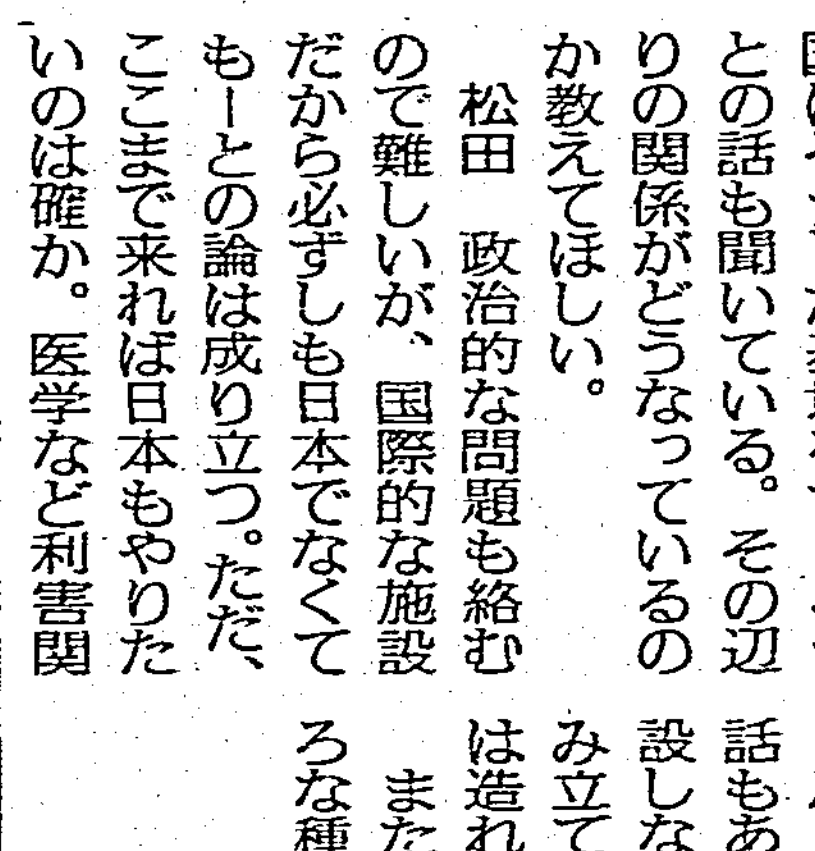 との話も聞いている。その辺
りの関係がどうなっているの
か教えてほしい。
松田　政治的な問題も絡む
ので難しいが、国際的な施設
だから必ずしも日本でなくて
もーとの論は成り立つ。ただ、
ここまで来れば日本もやりた
いのは確か。医学など利害関
話もあ
設しな
み立て
は造れ
また
ろな種